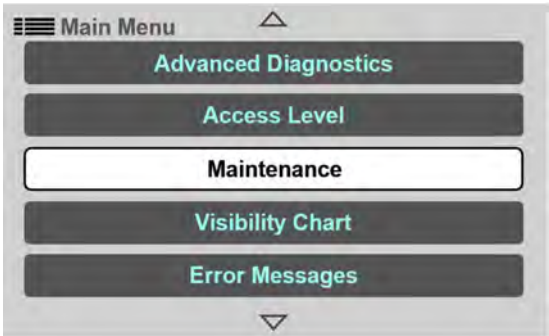 Main Menu
Advanced Diagnostics
Access Level
Maintenance
Visibility Chart
Error Messages